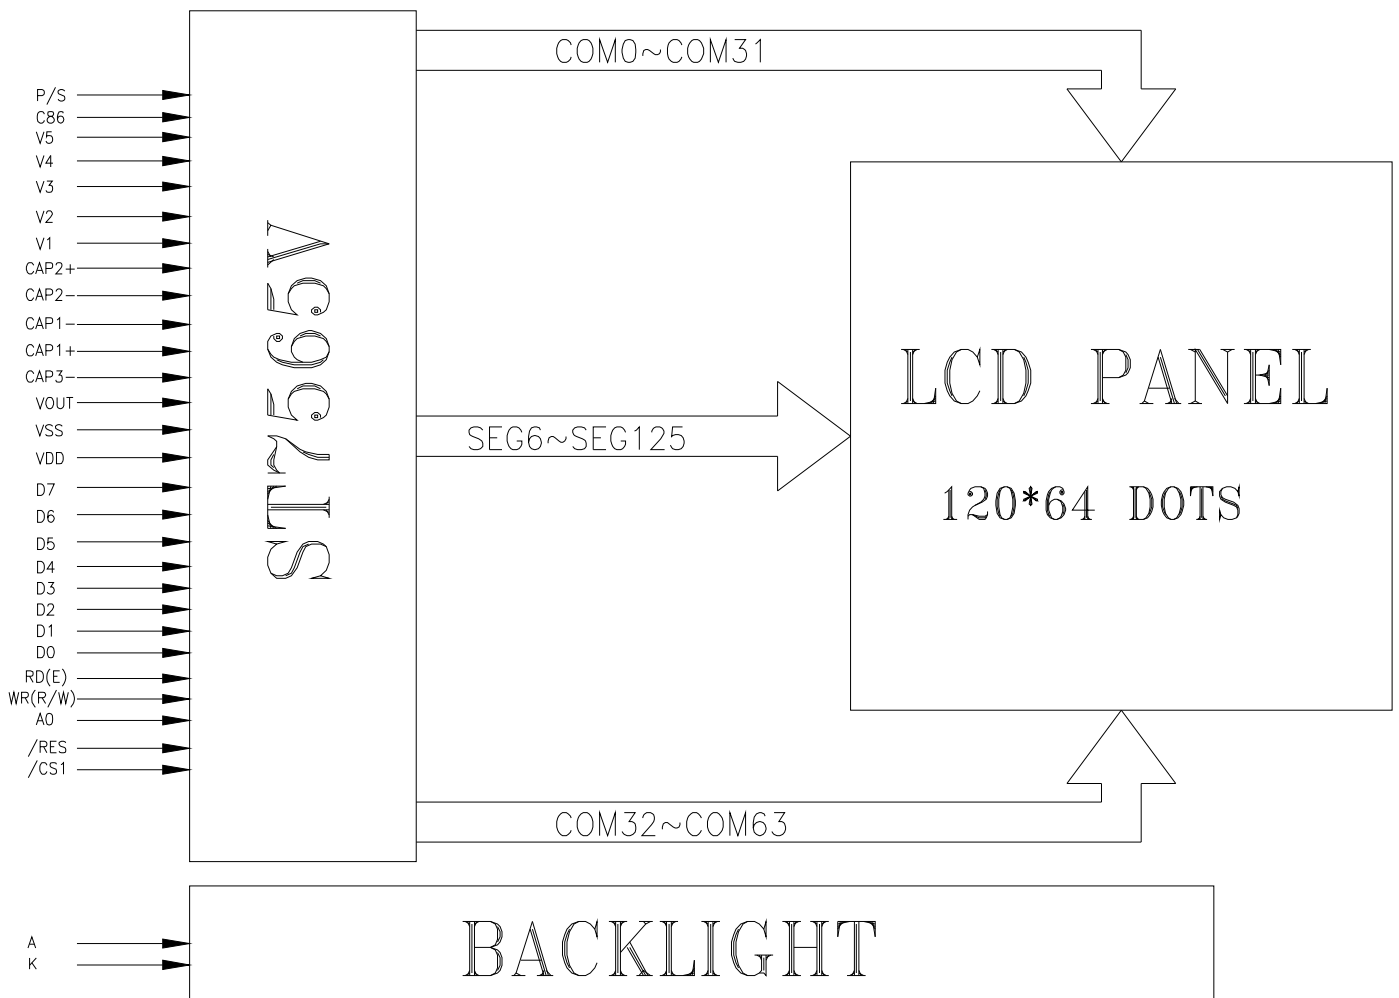 P/S
C86
V5
V4
V3
V2
V1
CAP2+
CAP2-
CAP1-
CAP1+
CAP3-
VOUT
VSS
VDD
D7
D6
D5
D4
D3
D2
D1
D0
RD(E)
WR(R/W)
A0
/RES
/CS1
ST7565V
COM0~COM31
SEG6~SEG125
COM32~COM63
LCD PANEL
120*64 DOTS
A
K
BACKLIGHT